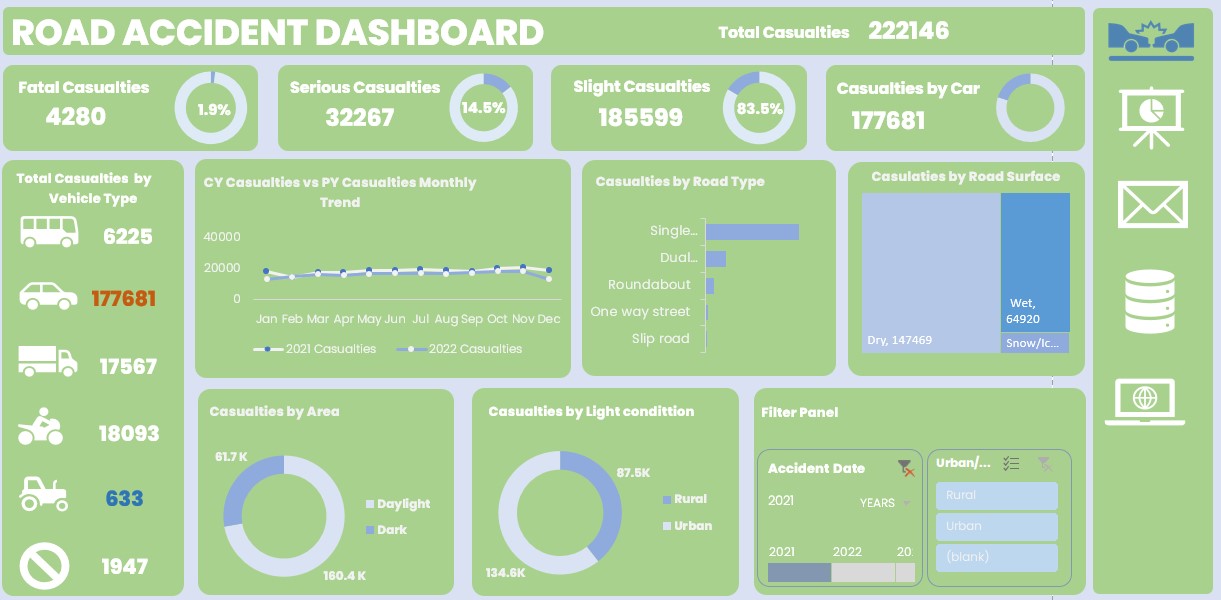 ROAD ACCIDENT DASHBOARD
Total Casualties 222146
Fatal Casualties
4280
1.9%
Serious Casualties
32267
14.5%
Slight Casualties
185599
83.5%
Casualties by Car
177681
Total Casualties by
Vehicle Type
6225
177681
17567
18093
633
1947
CY Casualties vs PY Casualties Monthly
Trend
40000
20000
0
Jan Feb Mar Apr May Jun Jul Aug Sep Oct Nov Dec
2021 Casualties 2022 Casualties
Casualties by Road Type
Single...
Dual...
Roundabout
One way street
Slip road
Casulaties by Road Surface
Dry, 147469
Wet,
64920
Snow/Ic...
Casualties by Area
61.7 K
160.4 K
Daylight
Dark
Casualties by Light condittion
87.5K
134.6K
Rural
Urban
Filter Panel
Accident Date
2021
YEARS
2021 2022 20
Urban/...
Rural
Urban
(blank)